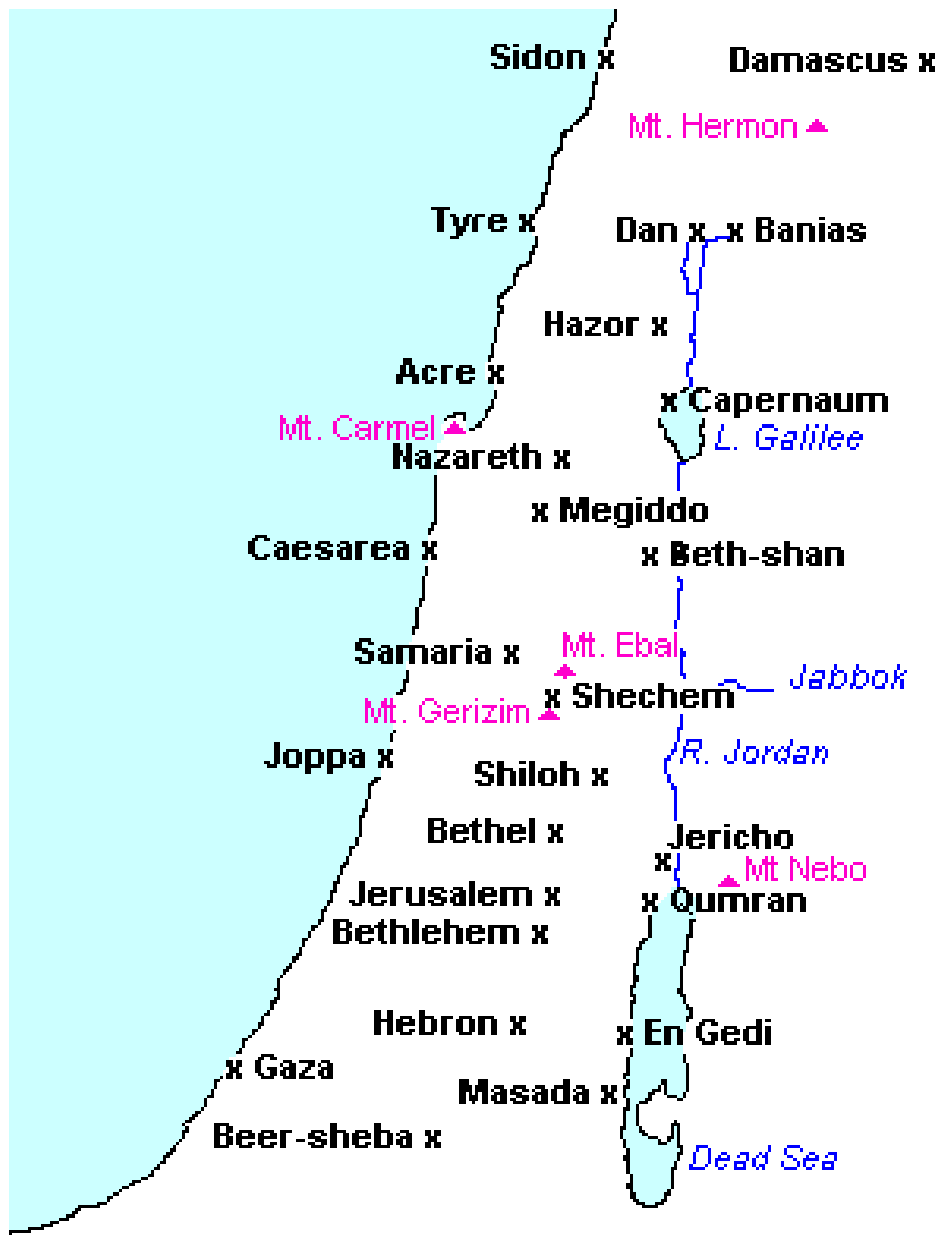 Sidon x
Damascus x
Mt. Hermon
Tyre x
Dan x
x Banias
Hazor x
Acre x
x Capernaum
Mt. Carmel
L. Galilee
Nazareth x
x Megiddo
Caesarea x
x Beth-shan
Mt. Ebal
Samaria x
Jabbok
x Shechem
Mt. Gerizim
R. Jordan
Joppa x
Shiloh x
Bethel x
Jericho
x
Mt Nebo
Jerusalem x
x Qumran
Bethlehem x
Hebron x
x En Gedi
x Gaza
Masada x
Beer-sheba x
Dead Sea